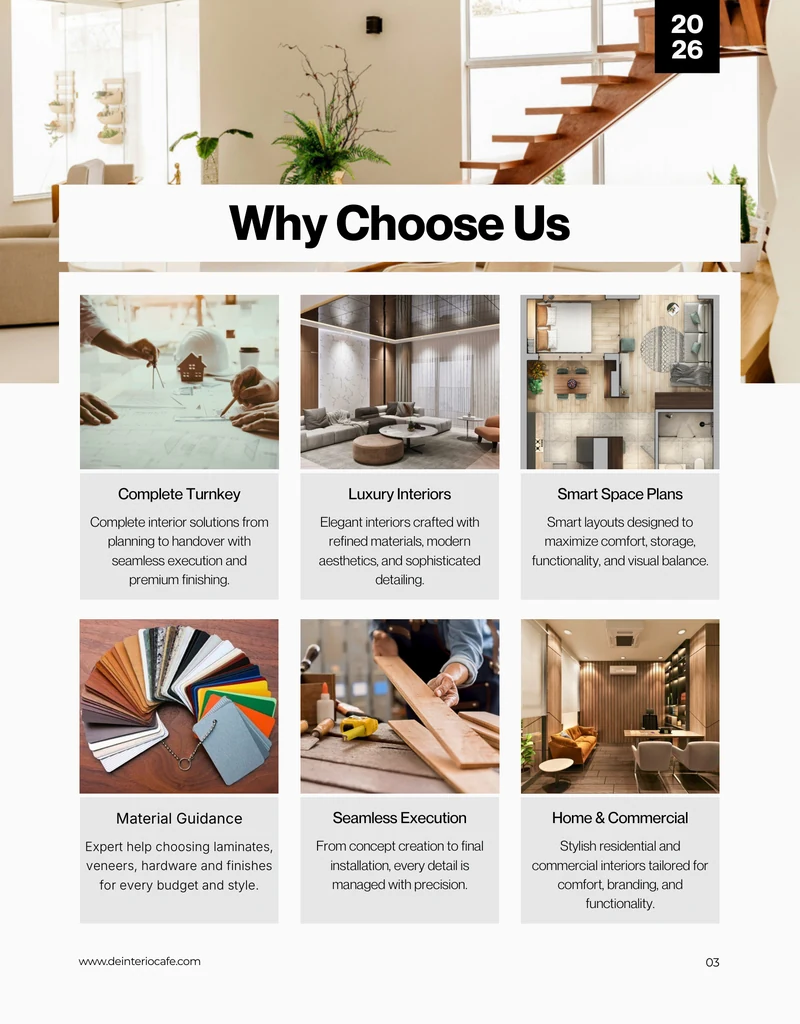 20
26
Why Choose Us
Complete Turnkey
Complete interior solutions from
planning to handover with
seamless execution and
premium finishing.
Luxury Interiors
Elegant interiors crafted with
refined materials, modern
aesthetics, and sophisticated
detailing.
Smart Space Plans
Smart layouts designed to
maximize comfort, storage,
functionality, and visual balance.
Material Guidance
Expert help choosing laminates,
veneers, hardware and finishes
for every budget and style.
Seamless Execution
From concept creation to final
installation, every detail is
managed with precision.
Home & Commercial
Stylish residential and
commercial interiors tailored for
comfort, branding, and
functionality.
www.deinteriocafe.com
03